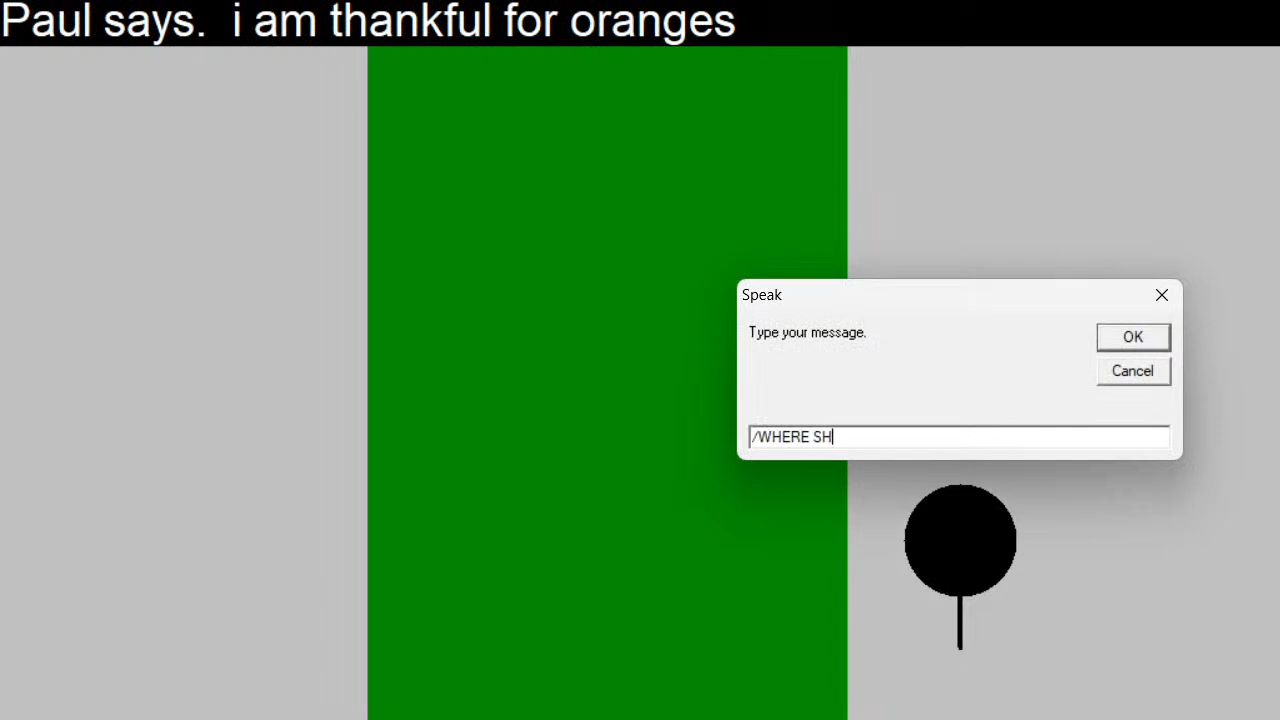 Paul says.  i am thankful for oranges
Speak
Type your message.
OK
Cancel
/WHERE SH